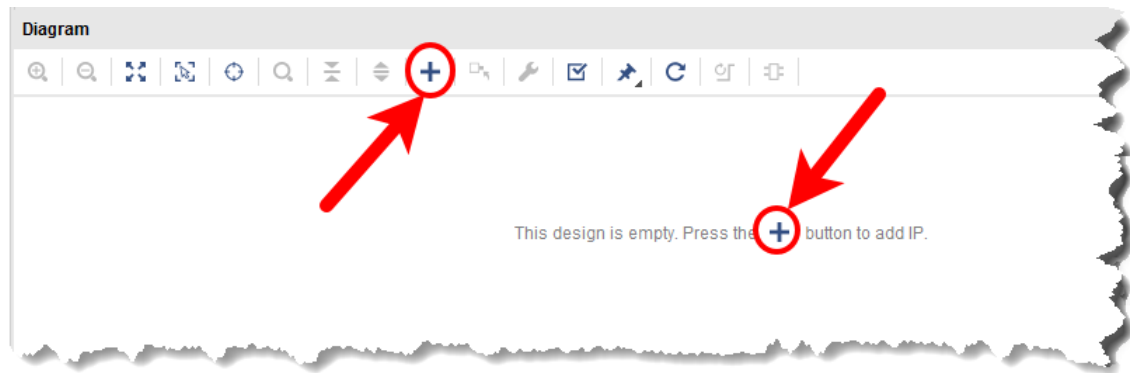 Diagram
This design is empty. Press the + button to add IP.